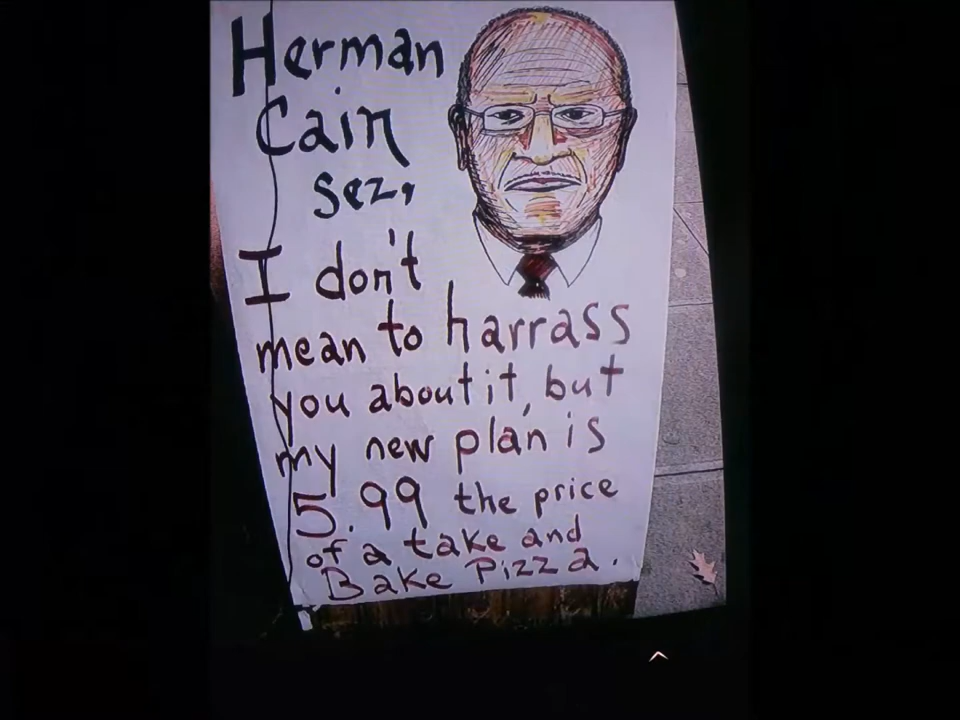 Herman
Cain
sez,
I don't
mean to harrass
you about it, but
my new plan is
5.99 the price
of a take and
Bake Pizza.